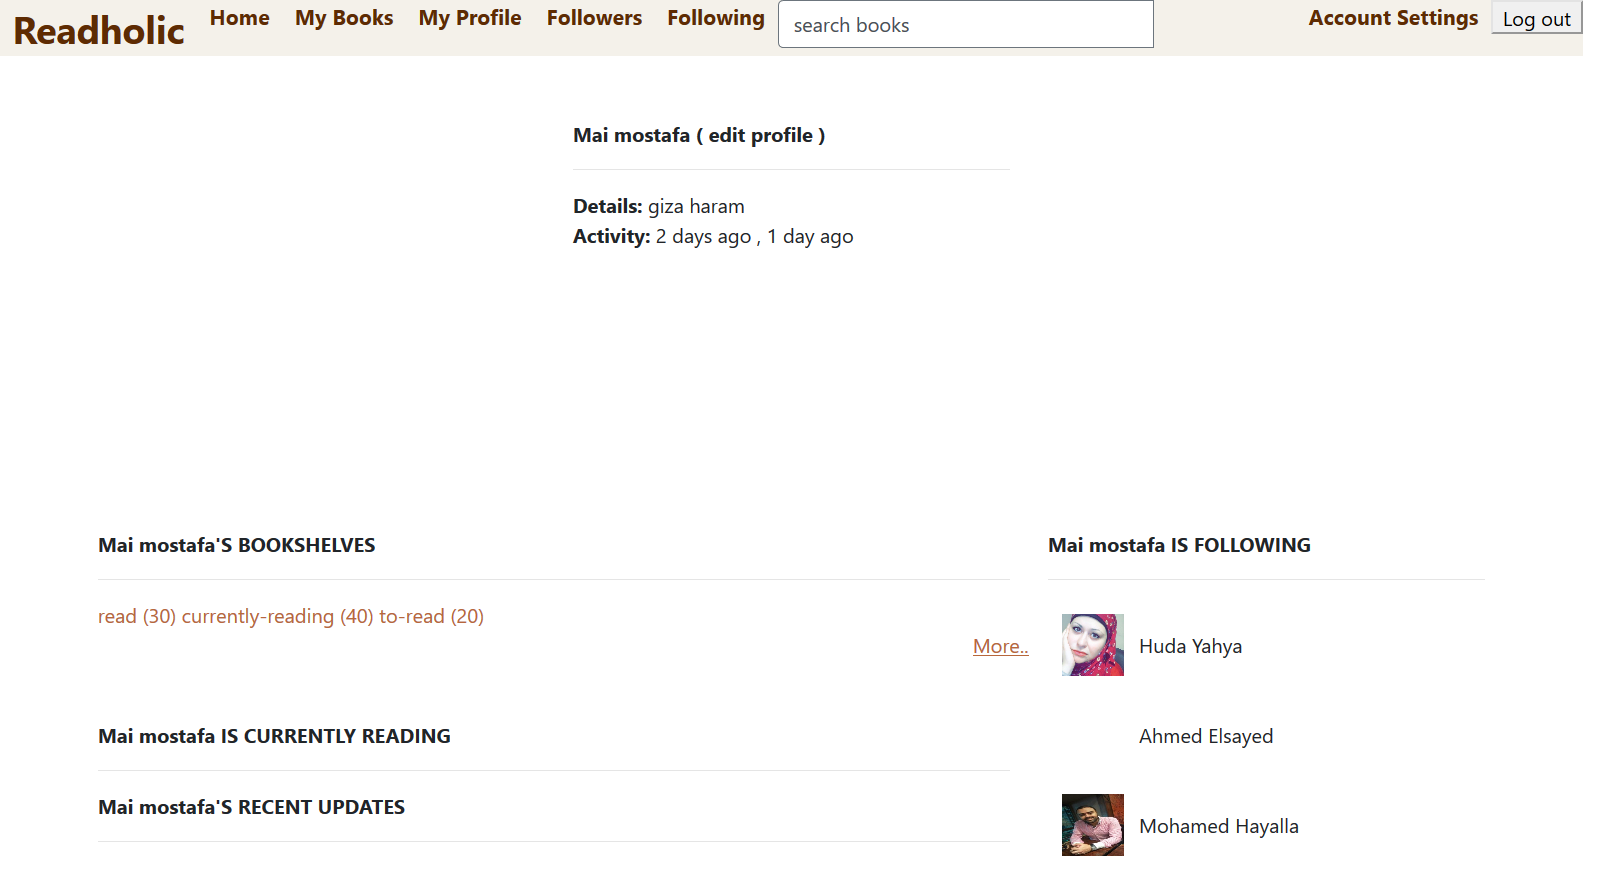 Readholic
Home
My Books
My Profile
Followers
Following
search books
Account Settings
Log out
Mai mostafa ( edit profile )
Details: giza haram
Activity: 2 days ago , 1 day ago
Mai mostafa'S BOOKSHELVES
read (30) currently-reading (40) to-read (20)
More..
Mai mostafa IS CURRENTLY READING
Mai mostafa'S RECENT UPDATES
Mai mostafa IS FOLLOWING
Huda Yahya
Ahmed Elsayed
Mohamed Hayalla